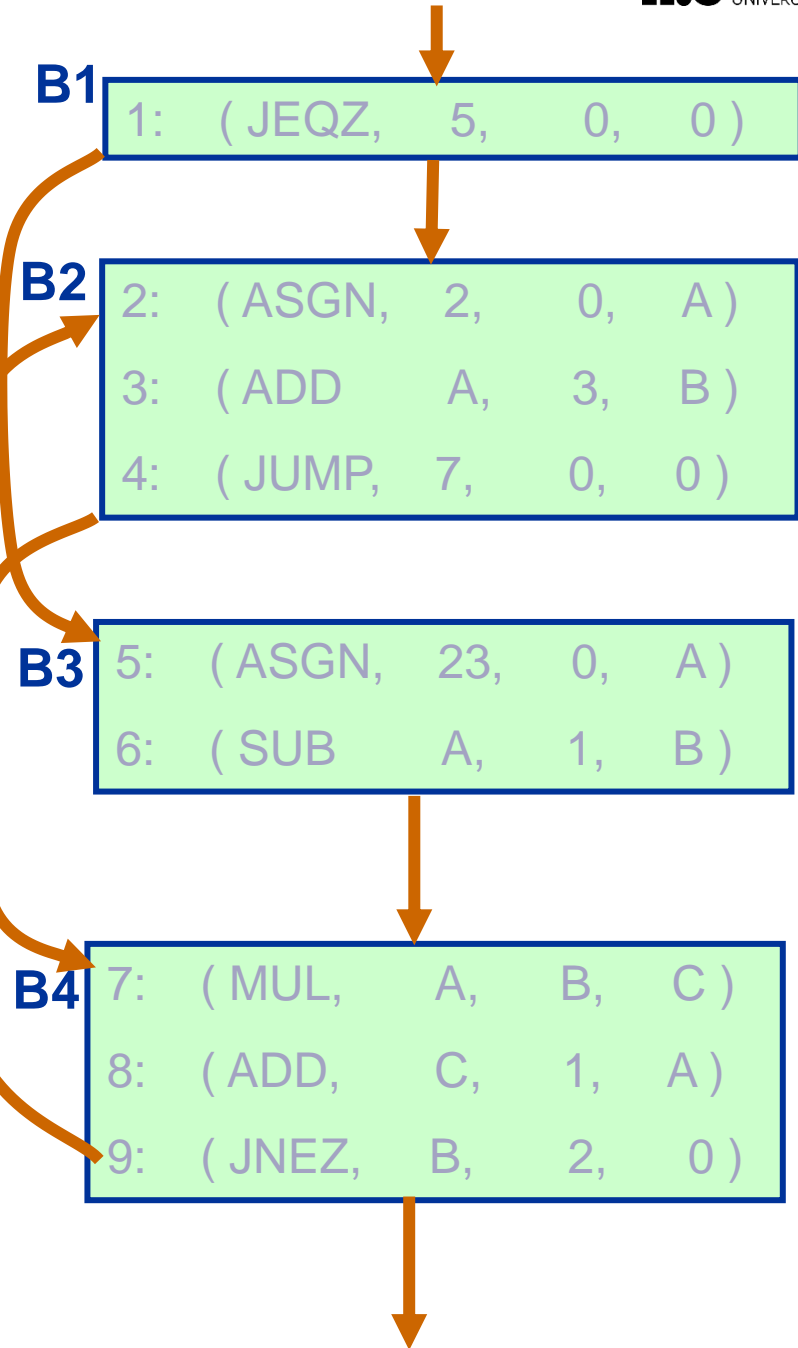 B1
1: ( JEQZ, 5, 0, 0 )
B2
2: ( ASGN, 2, 0, A )
3: ( ADD A, 3, B )
4: ( JUMP, 7, 0, 0 )
B3
5: ( ASGN, 23, 0, A )
6: ( SUB A, 1, B )
B4
7: ( MUL, A, B, C )
8: ( ADD, C, 1, A )
9: ( JNEZ, B, 2, 0 )